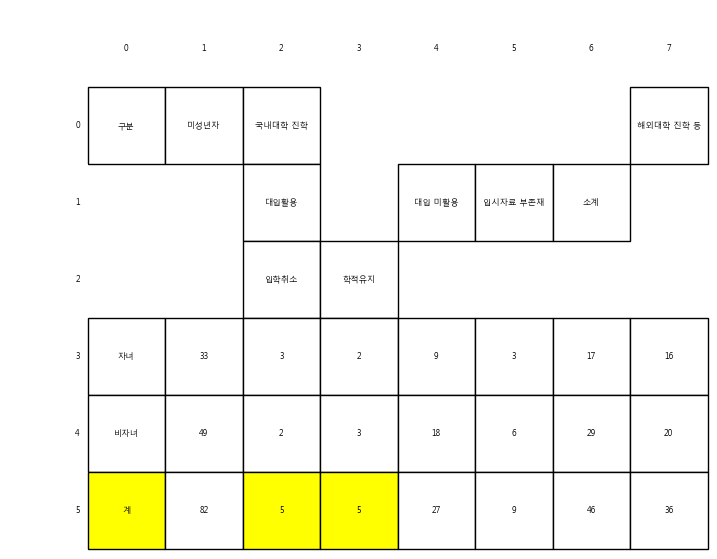 0 1 2 3 4 5 6 7
0 구분 미성년자 국내대학 진학 해외대학 진학 등
1 대입활용 대입 미활용 입시자료 부존재 소계
2 입학취소 학적유지
3 자녀 33 3 2 9 3 17 16
4 비자녀 49 2 3 18 6 29 20
5 계 82 5 5 27 9 46 36